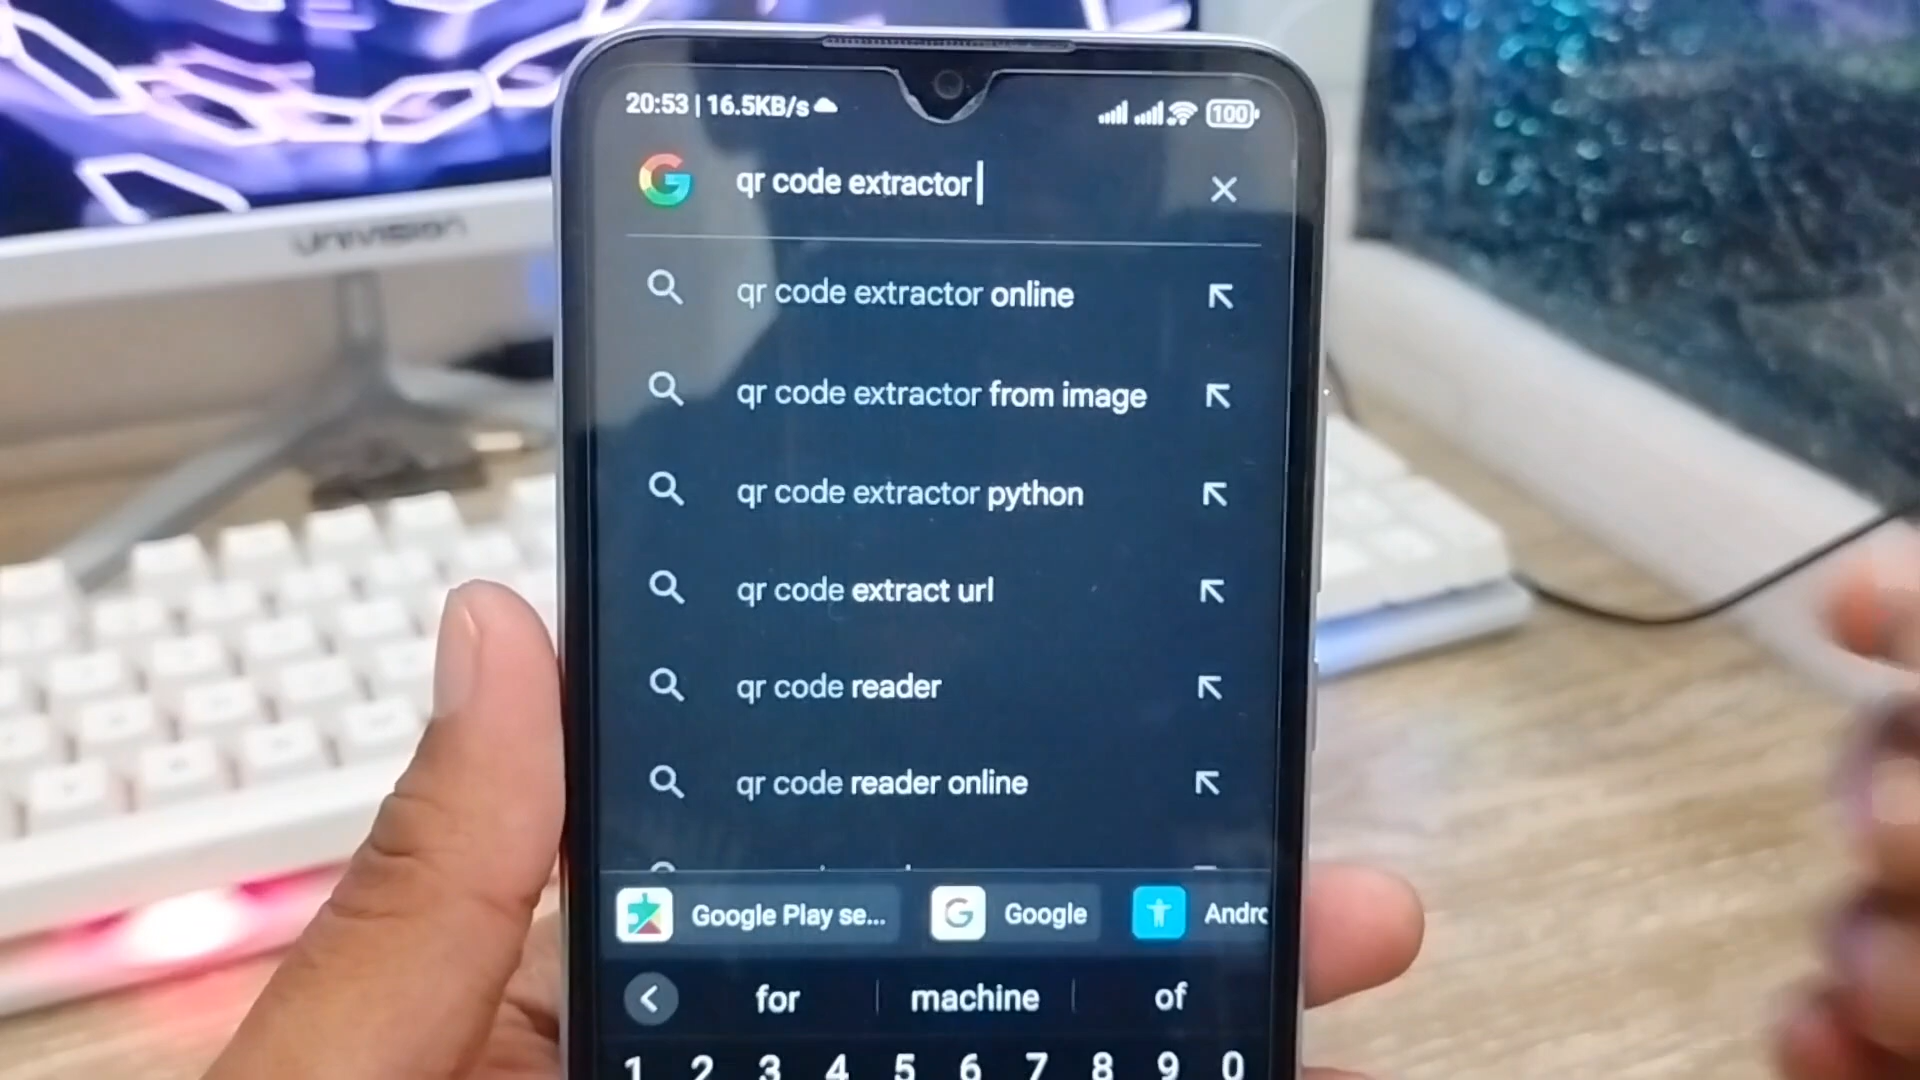 UNIVISION
20:53 | 16.5KB/s
100
qr code extractor
qr code extractor online
qr code extractor from image
qr code extractor python
qr code extract url
qr code reader
qr code reader online
Google Play se...
Google
Andro
for
machine
of
1 2 3 4 5 6 7 8 9 0